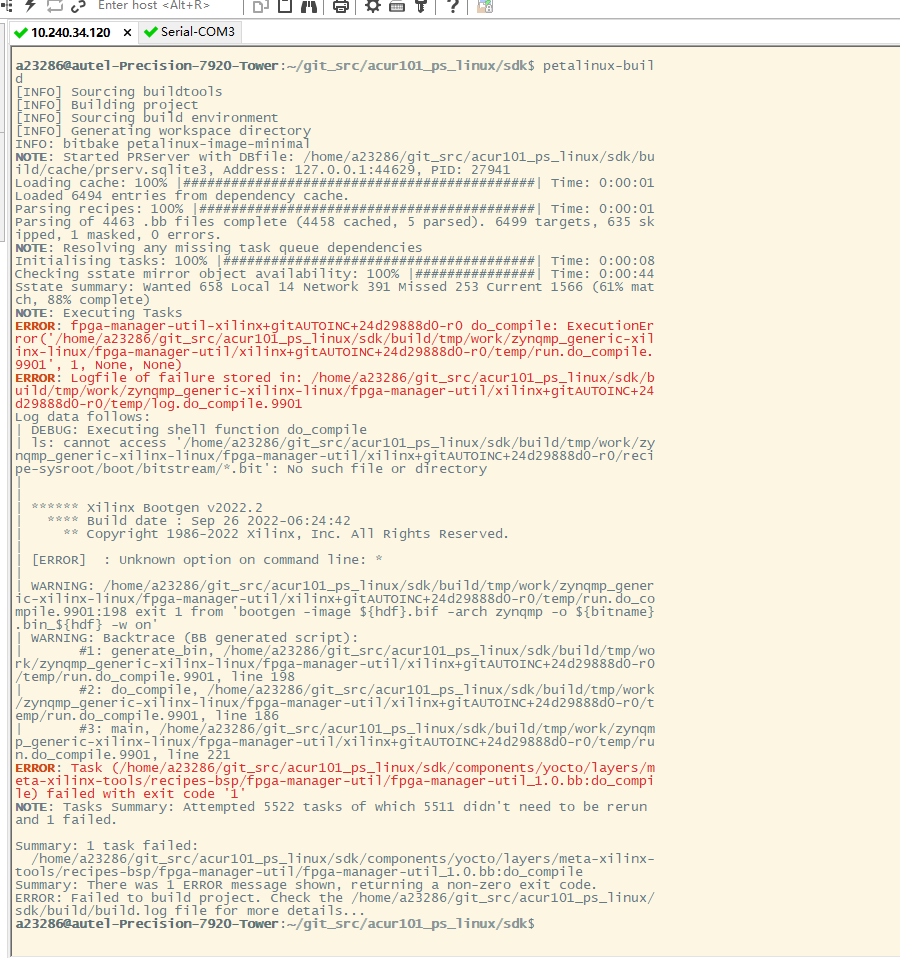 Enter host <Alt+R>
10.240.34.120 × Serial-COM3
a23286@autel-Precision-7920-Tower:~/git_src/acur101_ps_linux/sdk$ petalinux-buil
d
[INFO] Sourcing buildtools
[INFO] Building project
[INFO] Sourcing build environment
[INFO] Generating workspace directory
INFO: bitbake petalinux-image-minimal
NOTE: Started PRServer with DBfile: /home/a23286/git_src/acur101_ps_linux/sdk/bu
ild/cache/prserv.sqlite3, Address: 127.0.0.1:44629, PID: 27941
Loading cache: 100% |############################################| Time: 0:00:01
Loaded 6494 entries from dependency cache.
Parsing recipes: 100% |##########################################| Time: 0:00:01
Parsing of 4463 .bb files complete (4458 cached, 5 parsed). 6499 targets, 635 sk
ipped, 1 masked, 0 errors.
NOTE: Resolving any missing task queue dependencies
Initialising tasks: 100% |#######################################| Time: 0:00:08
Checking sstate mirror object availability: 100% |###############| Time: 0:00:44
Sstate summary: Wanted 658 Local 14 Network 391 Missed 253 Current 1566 (61% mat
ch, 88% complete)
NOTE: Executing Tasks
ERROR: fpga-manager-util-xilinx+gitAUTOINC+24d29888d0-r0 do_compile: ExecutionEr
ror('/home/a23286/git_src/acur101_ps_linux/sdk/build/tmp/work/zynqmp_generic-xil
inx-linux/fpga-manager-util/xilinx+gitAUTOINC+24d29888d0-r0/temp/run.do_compile.
9901', 1, None, None)
ERROR: Logfile of failure stored in: /home/a23286/git_src/acur101_ps_linux/sdk/b
uild/tmp/work/zynqmp_generic-xilinx-linux/fpga-manager-util/xilinx+gitAUTOINC+24
d29888d0-r0/temp/log.do_compile.9901
Log data follows:
| DEBUG: Executing shell function do_compile
| ls: cannot access '/home/a23286/git_src/acur101_ps_linux/sdk/build/tmp/work/zy
nqmp_generic-xilinx-linux/fpga-manager-util/xilinx+gitAUTOINC+24d29888d0-r0/reci
pe-sysroot/boot/bitstream/*.bit': No such file or directory
|
|
| ****** Xilinx Bootgen v2022.2
|   **** Build date : Sep 26 2022-06:24:42
|     ** Copyright 1986-2022 Xilinx, Inc. All Rights Reserved.
|
| [ERROR]  : Unknown option on command line: *
|
| WARNING: /home/a23286/git_src/acur101_ps_linux/sdk/build/tmp/work/zynqmp_gener
ic-xilinx-linux/fpga-manager-util/xilinx+gitAUTOINC+24d29888d0-r0/temp/run.do_co
mpile.9901:198 exit 1 from 'bootgen -image ${hdf}.bif -arch zynqmp -o ${bitname}
.bin_${hdf} -w on'
| WARNING: Backtrace (BB generated script):
|       #1: generate_bin, /home/a23286/git_src/acur101_ps_linux/sdk/build/tmp/wo
rk/zynqmp_generic-xilinx-linux/fpga-manager-util/xilinx+gitAUTOINC+24d29888d0-r0
/temp/run.do_compile.9901, line 198
|       #2: do_compile, /home/a23286/git_src/acur101_ps_linux/sdk/build/tmp/work
/zynqmp_generic-xilinx-linux/fpga-manager-util/xilinx+gitAUTOINC+24d29888d0-r0/t
emp/run.do_compile.9901, line 186
|       #3: main, /home/a23286/git_src/acur101_ps_linux/sdk/build/tmp/work/zynqm
p_generic-xilinx-linux/fpga-manager-util/xilinx+gitAUTOINC+24d29888d0-r0/temp/ru
n.do_compile.9901, line 221
ERROR: Task (/home/a23286/git_src/acur101_ps_linux/sdk/components/yocto/layers/m
eta-xilinx-tools/recipes-bsp/fpga-manager-util/fpga-manager-util_1.0.bb:do_compi
le) failed with exit code '1'
NOTE: Tasks Summary: Attempted 5522 tasks of which 5511 didn't need to be rerun
and 1 failed.

Summary: 1 task failed:
  /home/a23286/git_src/acur101_ps_linux/sdk/components/yocto/layers/meta-xilinx-
tools/recipes-bsp/fpga-manager-util/fpga-manager-util_1.0.bb:do_compile
Summary: There was 1 ERROR message shown, returning a non-zero exit code.
ERROR: Failed to build project. Check the /home/a23286/git_src/acur101_ps_linux/
sdk/build/build.log file for more details...
a23286@autel-Precision-7920-Tower:~/git_src/acur101_ps_linux/sdk$